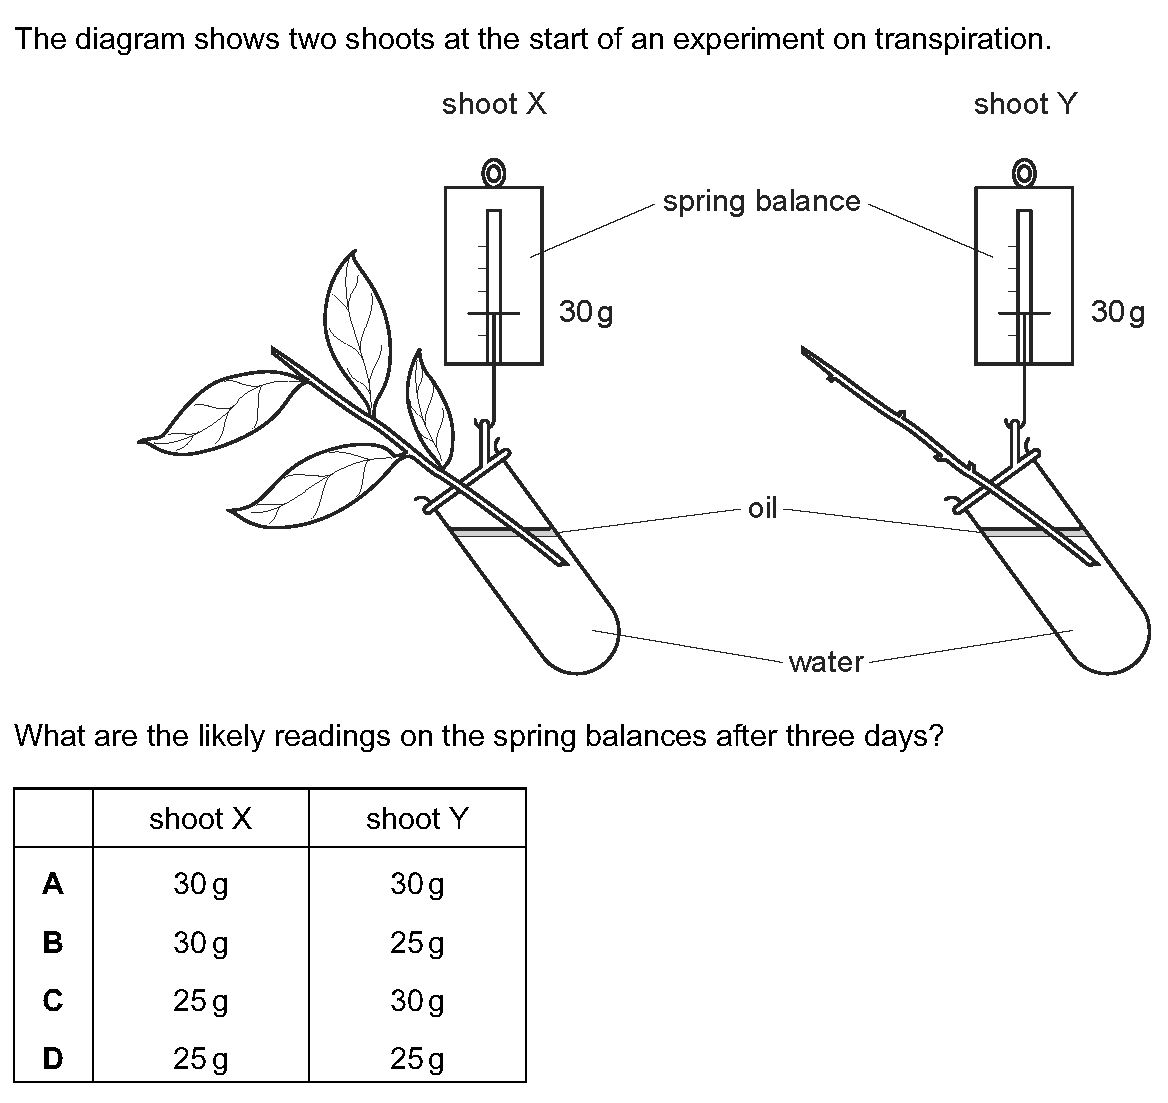 The diagram shows two shoots at the start of an experiment on transpiration.
shoot X
shoot Y
spring balance
30 g
30 g
oil
water
What are the likely readings on the spring balances after three days?
shoot X shoot Y
A 30 g 30 g
B 30 g 25 g
C 25 g 30 g
D 25 g 25 g